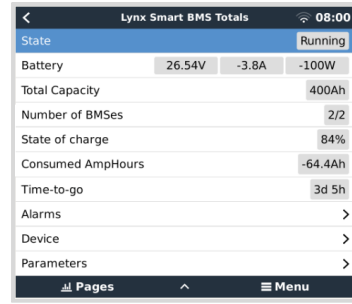 Lynx Smart BMS Totals 08:00
State Running
Battery 26.54V -3.8A -100W
Total Capacity 400Ah
Number of BMSes 2/2
State of charge 84%
Consumed AmpHours -64.4Ah
Time-to-go 3d 5h
Alarms
Device
Parameters
Pages Menu